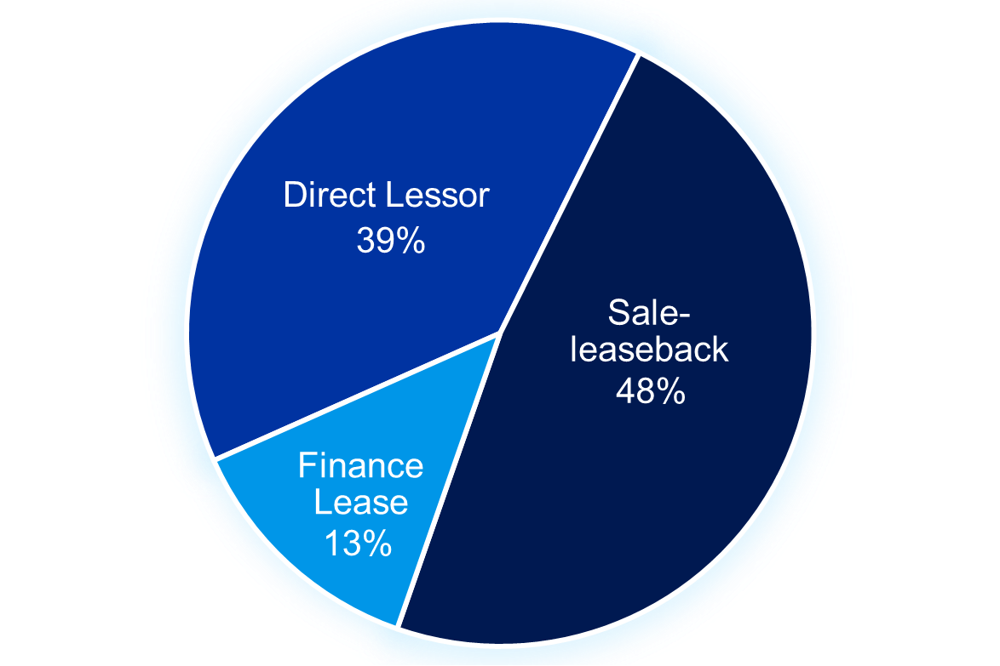 Direct Lessor
39%
Sale-
leaseback
48%
Finance
Lease
13%